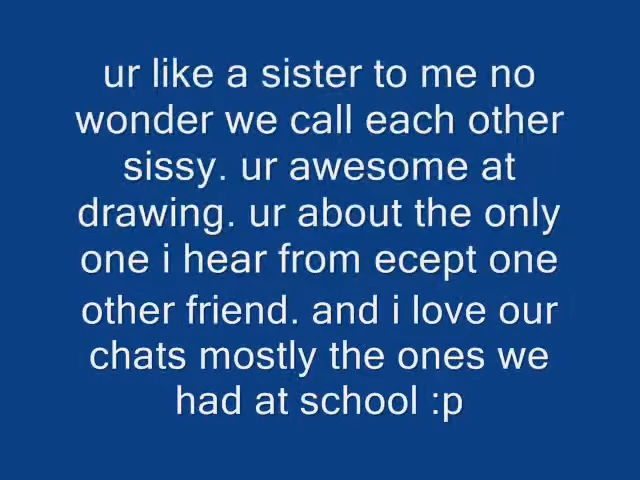 ur like a sister to me no
wonder we call each other
sissy. ur awesome at
drawing. ur about the only
one i hear from ecept one
other friend. and i love our
chats mostly the ones we
had at school :p